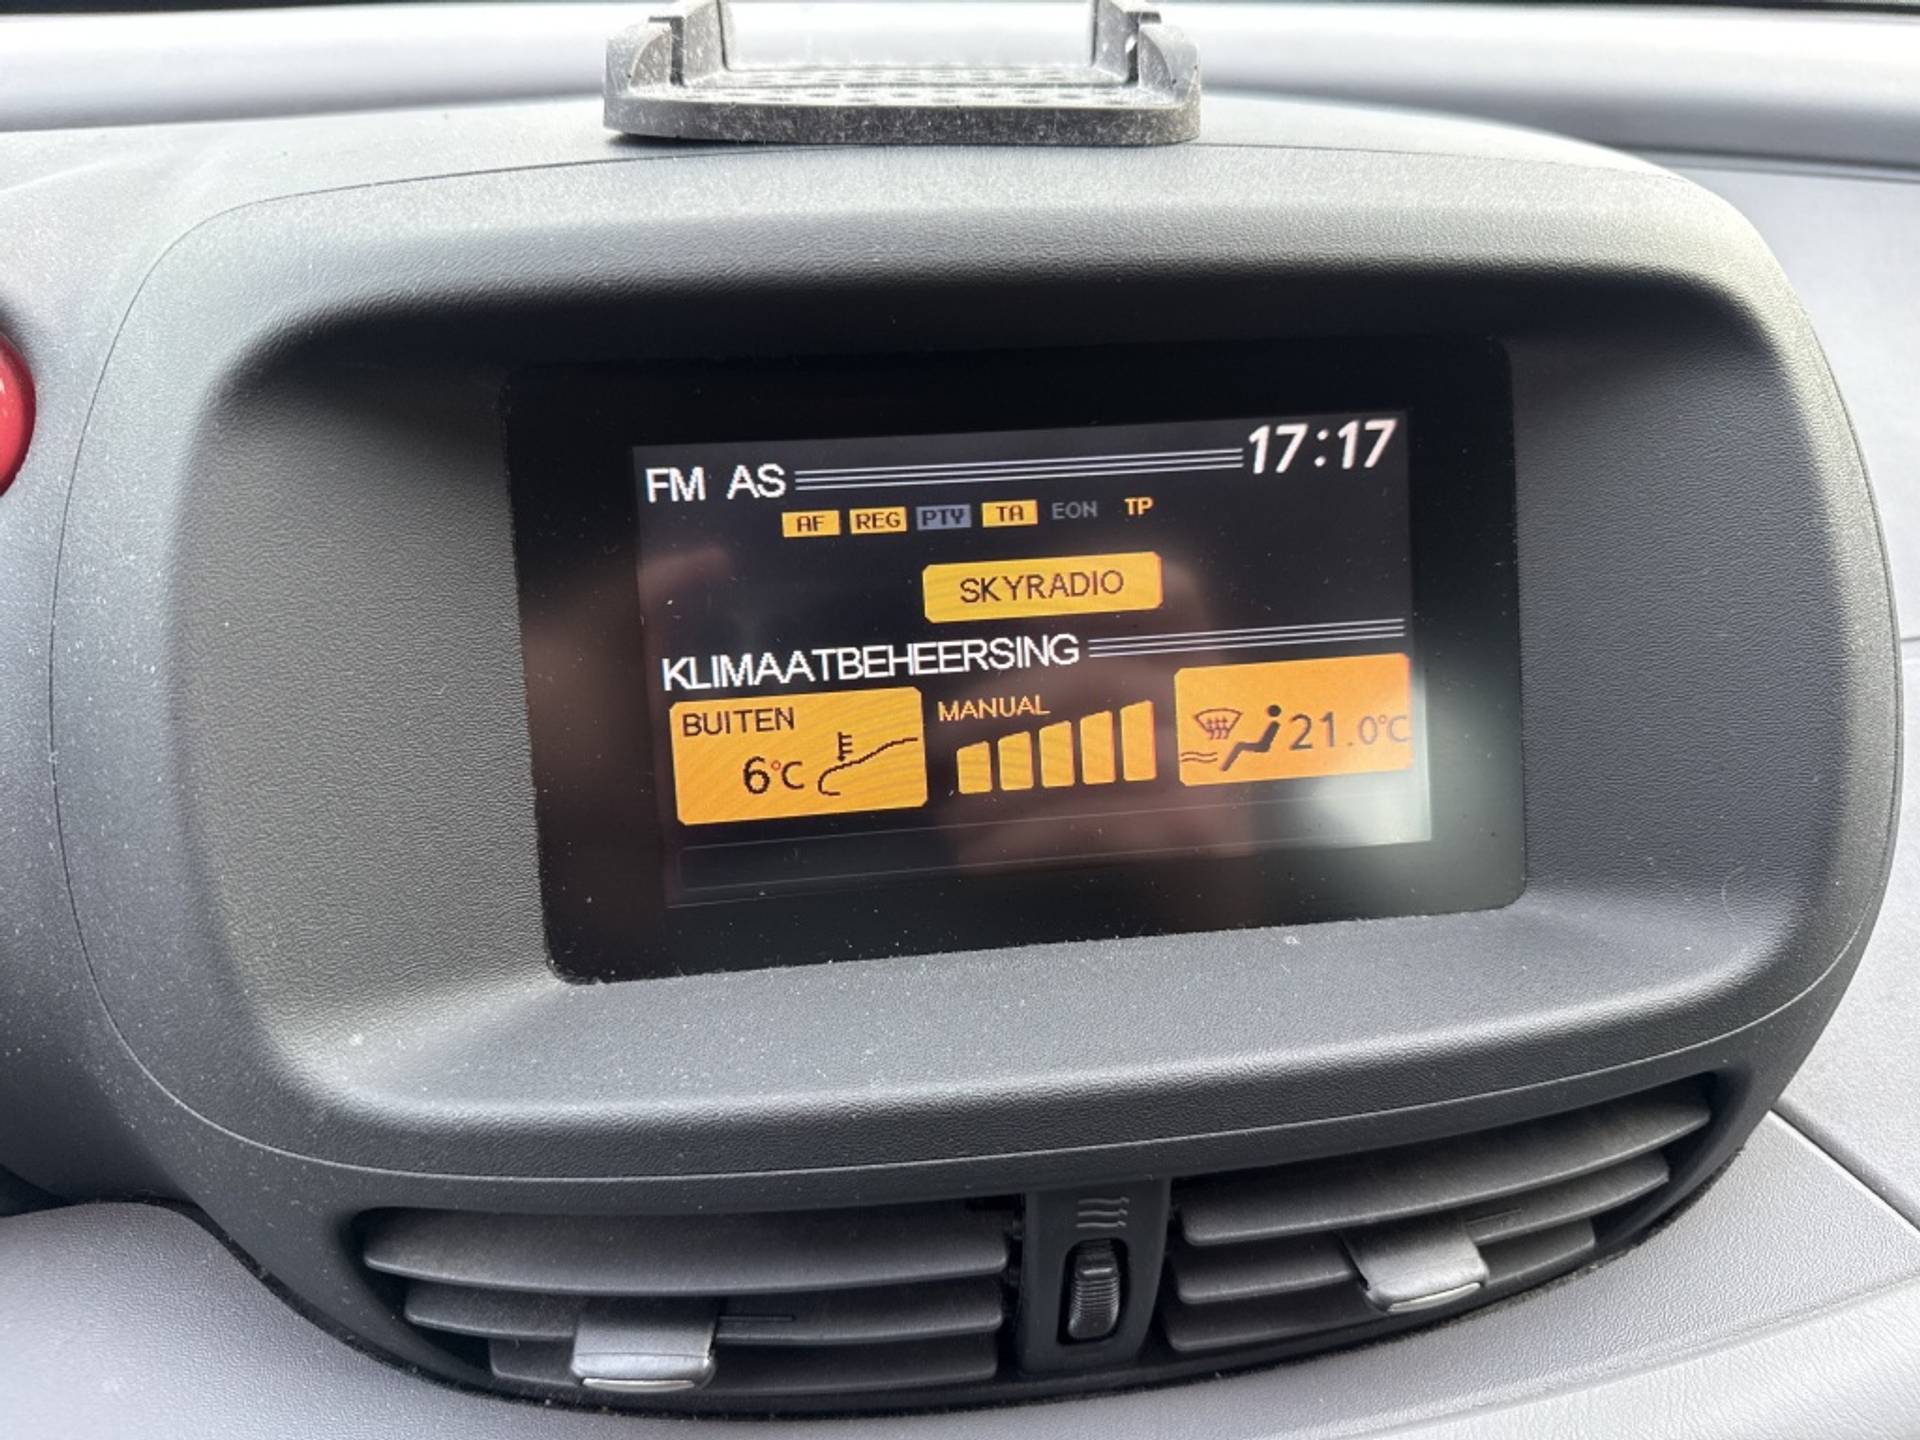 FM AS 17:17
AF REG PTY TA EON TP
SKYRADIO
KLIMAATBEHEERSING
BUITEN MANUAL
6°C 21.0°C